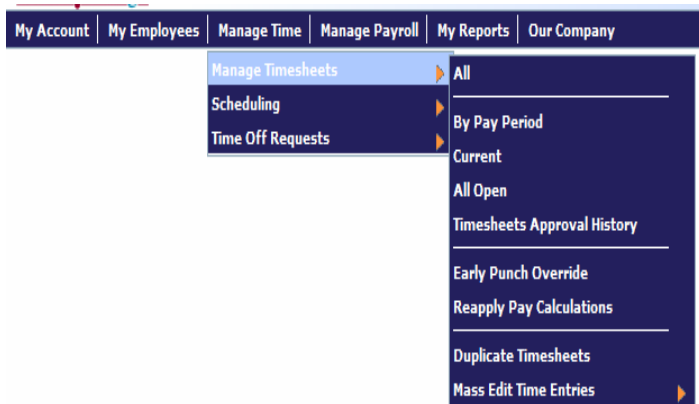 My Account My Employees Manage Time Manage Payroll My Reports Our Company
Manage Timesheets
Scheduling
Time Off Requests
All
By Pay Period
Current
All Open
Timesheets Approval History
Early Punch Override
Reapply Pay Calculations
Duplicate Timesheets
Mass Edit Time Entries